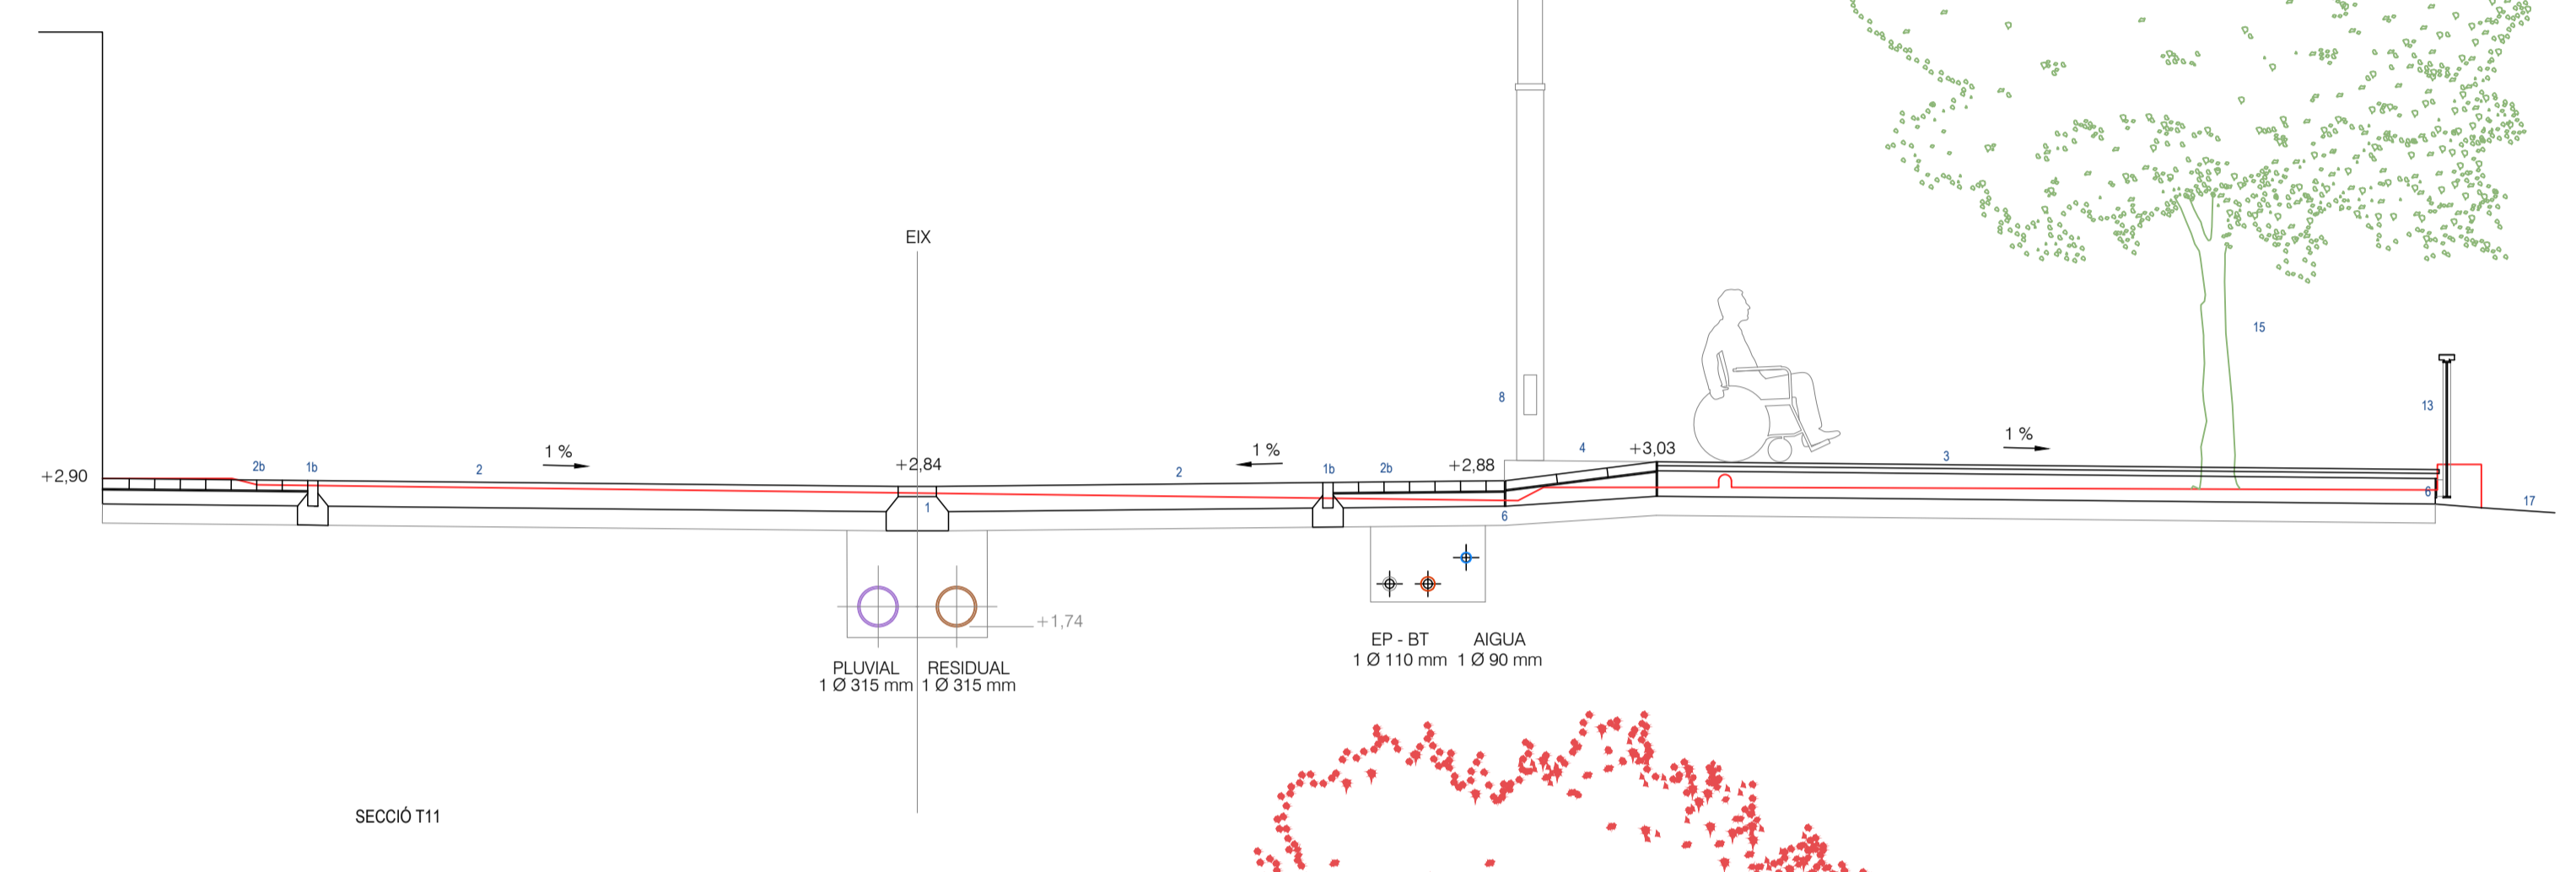 EIX
15
8
13
1 %
1 %
4
+3,03
1 %
+2,90
2b
1b
2
+2,84
2
1b
2b
+2,88
3
1
6
6
17
+1,74
PLUVIAL
1 Ø 315 mm
RESIDUAL
1 Ø 315 mm
EP - BT
1 Ø 110 mm
AIGUA
1 Ø 90 mm
SECCIÓ T11